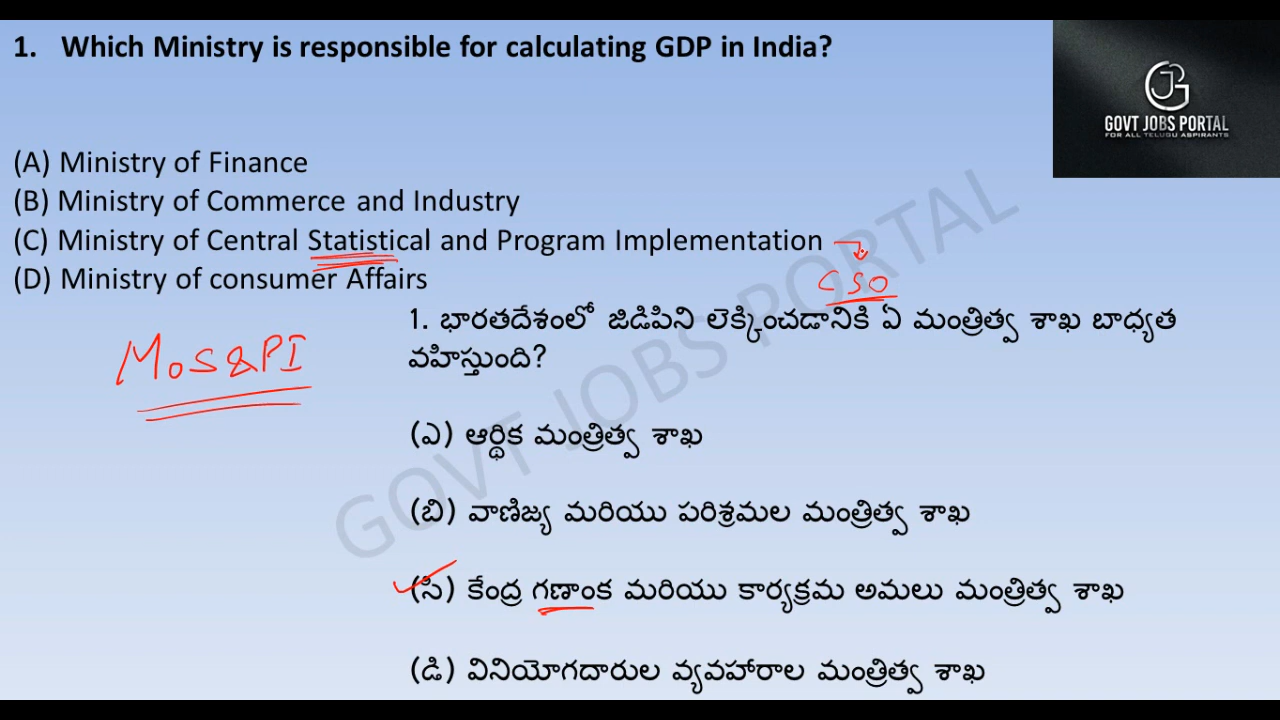 1. Which Ministry is responsible for calculating GDP in India?
GOVT JOBS PORTAL
FOR ALL TELUGU ASPIRANTS
(A) Ministry of Finance
(B) Ministry of Commerce and Industry
(C) Ministry of Central Statistical and Program Implementation
CSO
(D) Ministry of consumer Affairs
MoS&PI
1. భారతదేశంలో జిడిపిని లెక్కించడానికి ఏ మంత్రిత్వ శాఖ బాధ్యత
వహిస్తుంది?
(ఎ) ఆర్థిక మంత్రిత్వ శాఖ
(బి) వాణిజ్య మరియు పరిశ్రమల మంత్రిత్వ శాఖ
(సి) కేంద్ర గణాంక మరియు కార్యక్రమ అమలు మంత్రిత్వ శాఖ
(డి) వినియోగదారుల వ్యవహారాల మంత్రిత్వ శాఖ
GOVT JOBS PORTAL